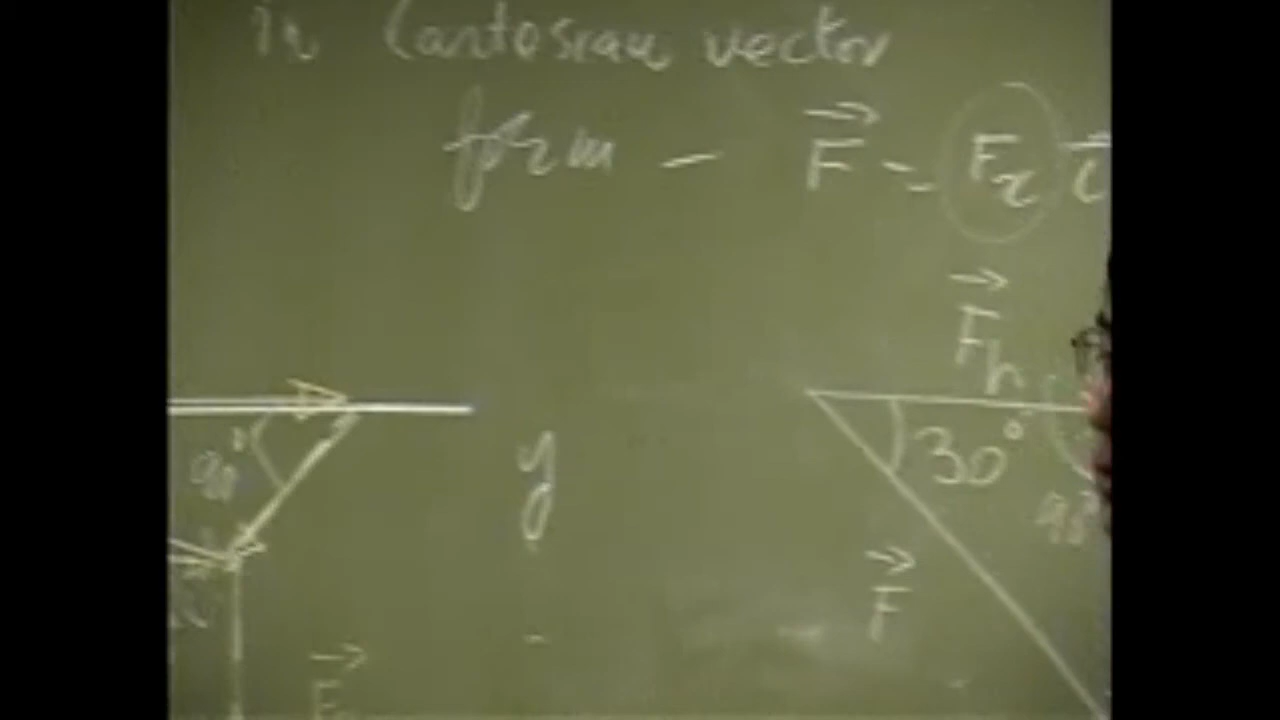 in Cartesian vector
form - F⃗ = Fx i⃗
F⃗h
90°
y
30°
90°
F⃗
F⃗